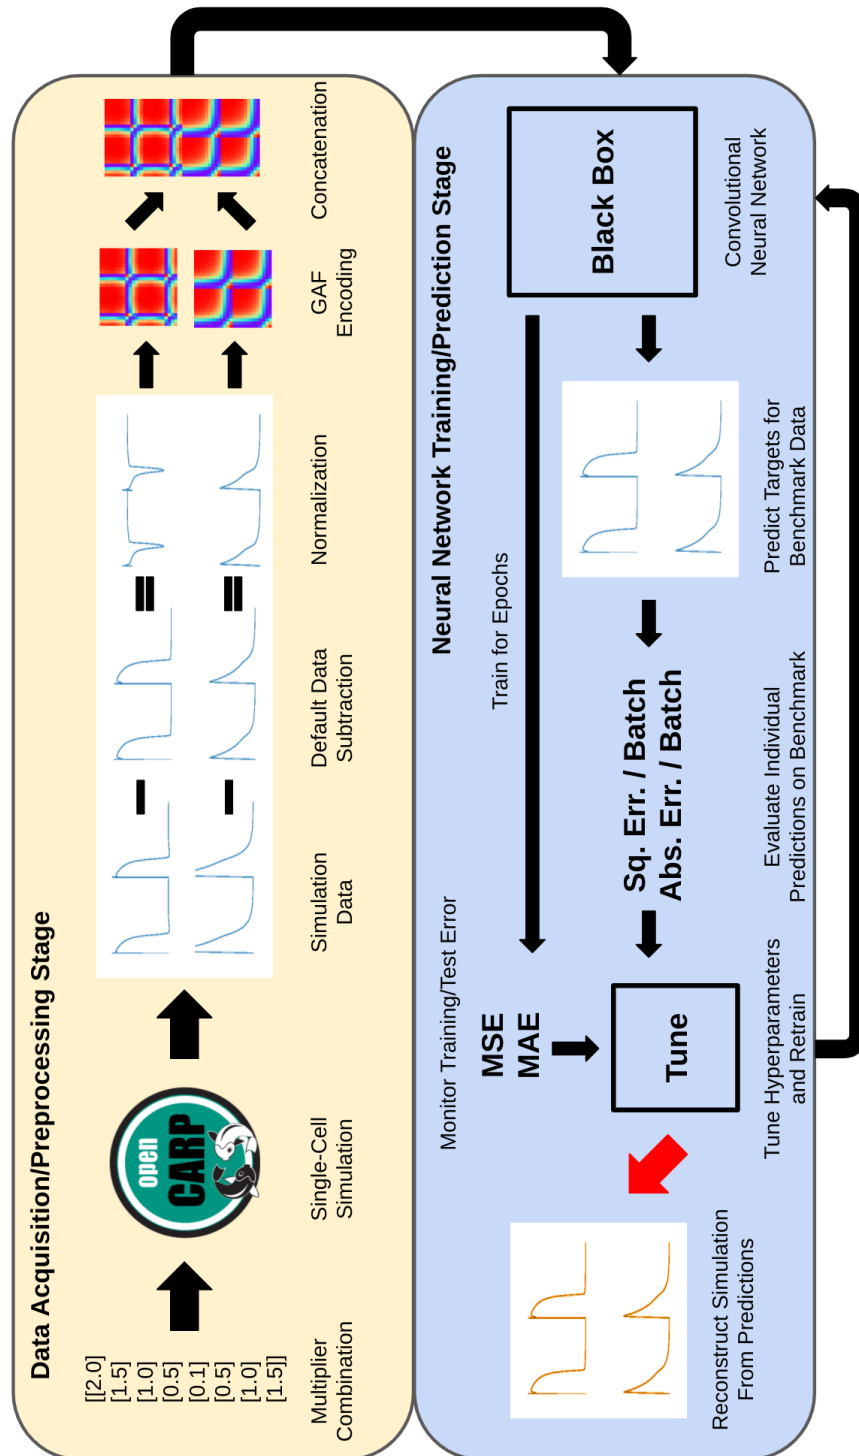 Data Acquisition/Preprocessing Stage
[[2.0]
[1.5]
[1.0]
[0.5]
[0.1]
[0.5]
[1.0]
[1.5]]
Multiplier
Combination
open
CARP
Single-Cell
Simulation
Simulation
Data
Default Data
Subtraction
Normalization
GAF
Encoding
Concatenation
Neural Network Training/Prediction Stage
Black Box
Convolutional
Neural Network
Train for Epochs
Predict Targets for
Benchmark Data
Sq. Err. / Batch
Abs. Err. / Batch
Evaluate Individual
Predictions on Benchmark
Monitor Training/Test Error
MSE
MAE
Tune
Tune Hyperparameters
and Retrain
Reconstruct Simulation
From Predictions